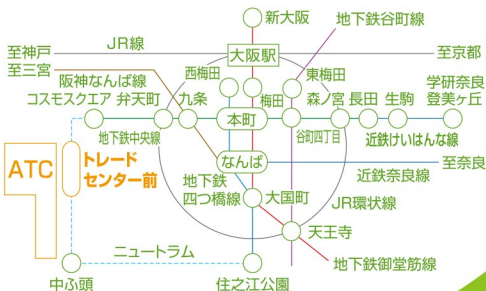 新大阪
地下鉄谷町線
至神戸
JR線
大阪駅
至京都
至三宮
阪神なんば線
西梅田
梅田
東梅田
コスモスクエア
弁天町
九条
本町
森ノ宮
長田
生駒
学研奈良
登美ヶ丘
地下鉄中央線
谷町四丁目
近鉄けいはんな線
ATC
トレード
センター前
なんば
至奈良
近鉄奈良線
地下鉄
四つ橋線
大国町
JR環状線
天王寺
ニュートラム
地下鉄御堂筋線
中ふ頭
住之江公園